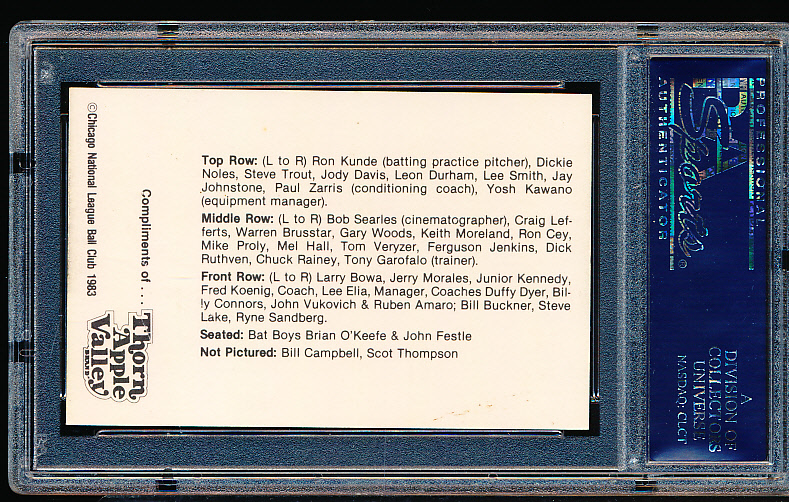 Top Row: (L to R) Ron Kunde (batting practice pitcher), Dickie
Noles, Steve Trout, Jody Davis, Leon Durham, Lee Smith, Jay
Johnstone, Paul Zarris (conditioning coach), Yosh Kawano
(equipment manager).
Middle Row: (L to R) Bob Searles (cinematographer), Craig Lef-
ferts, Warren Brusstar, Gary Woods, Keith Moreland, Ron Cey,
Mike Proly, Mel Hall, Tom Veryzer, Ferguson Jenkins, Dick
Ruthven, Chuck Rainey, Tony Garofalo (trainer).
Front Row: (L to R) Larry Bowa, Jerry Morales, Junior Kennedy,
Fred Koenig, Coach, Lee Elia, Manager, Coaches Duffy Dyer, Bil-
ly Connors, John Vukovich & Ruben Amaro; Bill Buckner, Steve
Lake, Ryne Sandberg.
Seated: Bat Boys Brian O'Keefe & John Festle
Not Pictured: Bill Campbell, Scot Thompson
Compliments of . . .
Thorn
Apple
Valley
BRAND
©Chicago National League Ball Club 1983
PROFESSIONAL
PSA
Sports
®
AUTHENTICATOR
A
DIVISION OF
COLLECTORS
UNIVERSE
NASDAQ: CLCT